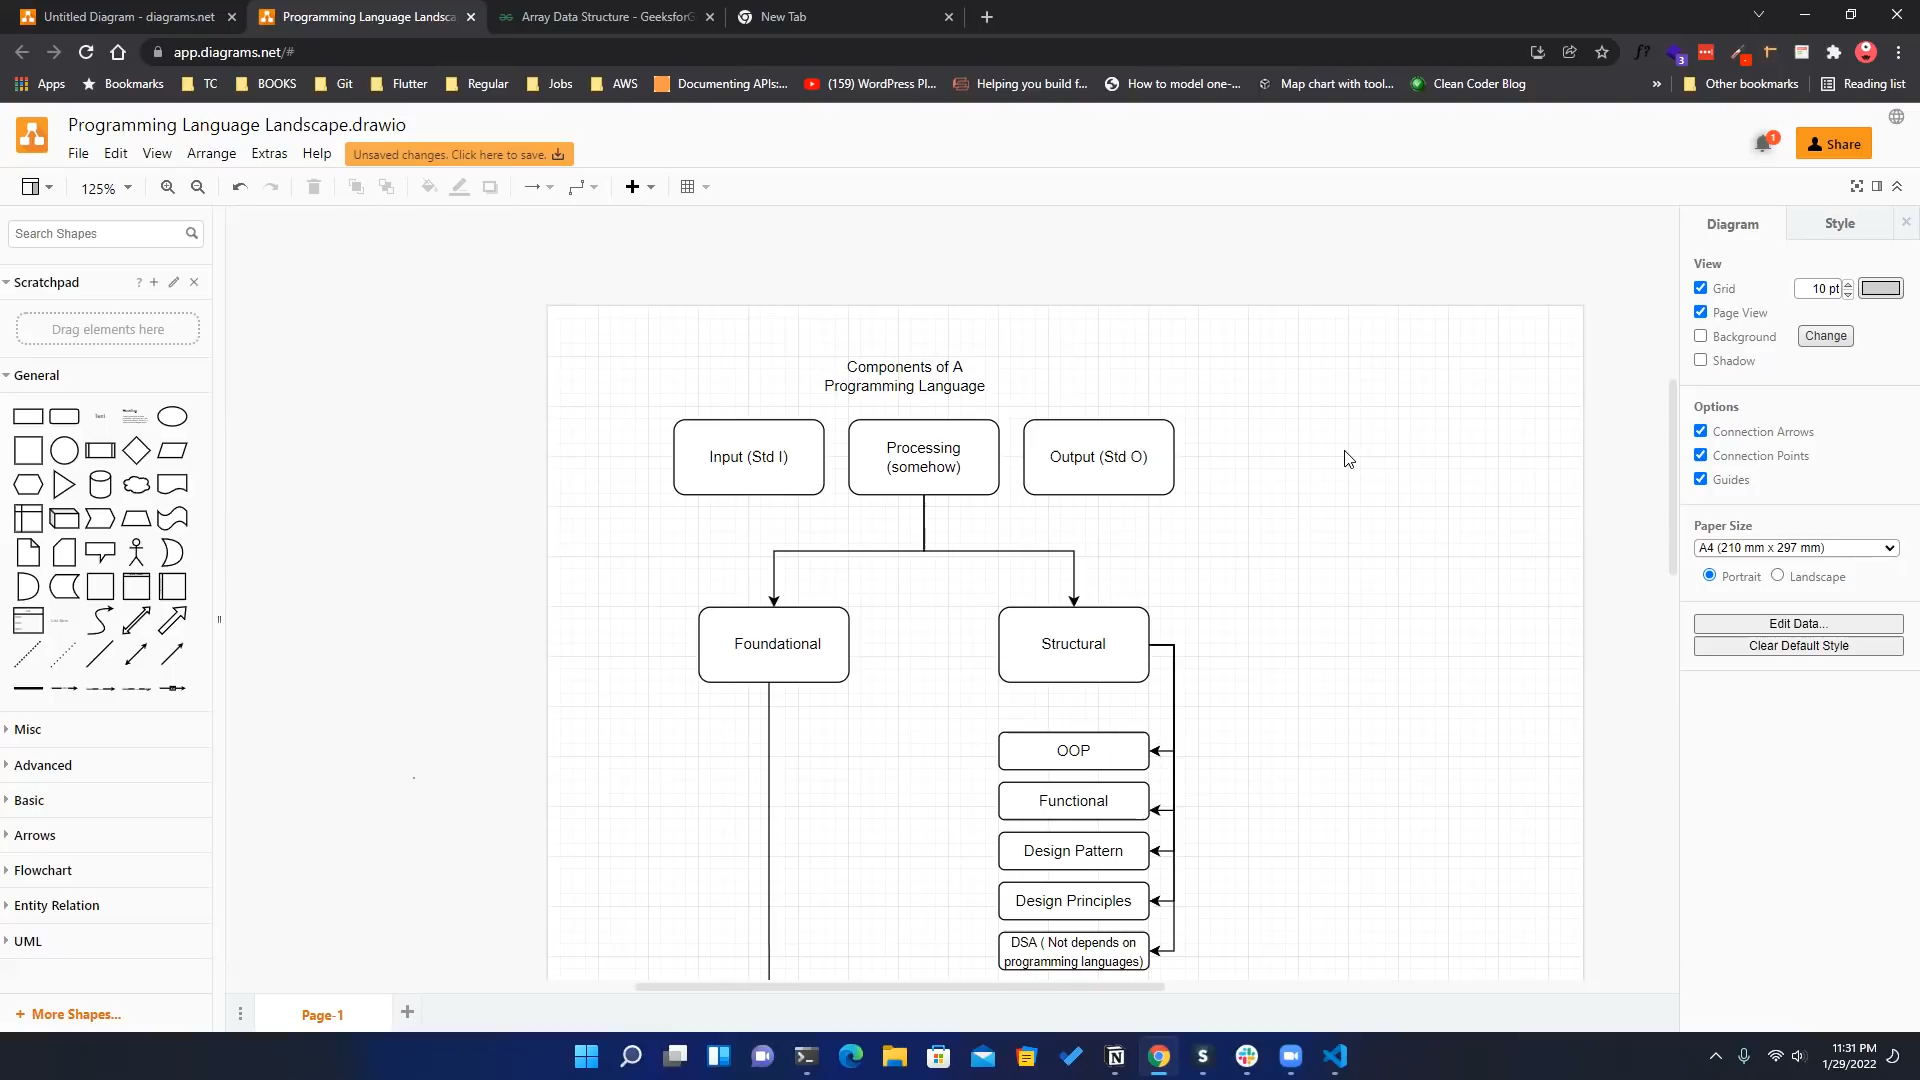 Untitled Diagram - diagrams.net
Programming Language Landsca
Array Data Structure - GeeksforG
New Tab
app.diagrams.net/#
3
Apps
Bookmarks
TC
BOOKS
Git
Flutter
Regular
Jobs
AWS
Documenting APIs:...
(159) WordPress Pl...
Helping you build f...
How to model one-...
Map chart with tool...
Clean Coder Blog
Other bookmarks
Reading list
Programming Language Landscape.drawio
File
Edit
View
Arrange
Extras
Help
Unsaved changes. Click here to save.
1
Share
125%
Search Shapes
Scratchpad
?
Drag elements here
General
Text
Heading
Misc
Advanced
Basic
Arrows
Flowchart
Entity Relation
UML
+ More Shapes...
Components of A
Programming Language
Input (Std I)
Processing
(somehow)
Output (Std O)
Foundational
Structural
OOP
Functional
Design Pattern
Design Principles
DSA ( Not depends on
programming languages)
Page-1
Diagram
Style
View
Grid
10 pt
Page View
Background
Change
Shadow
Options
Connection Arrows
Connection Points
Guides
Paper Size
A4 (210 mm x 297 mm)
Portrait
Landscape
Edit Data...
Clear Default Style
11:31 PM
1/29/2022